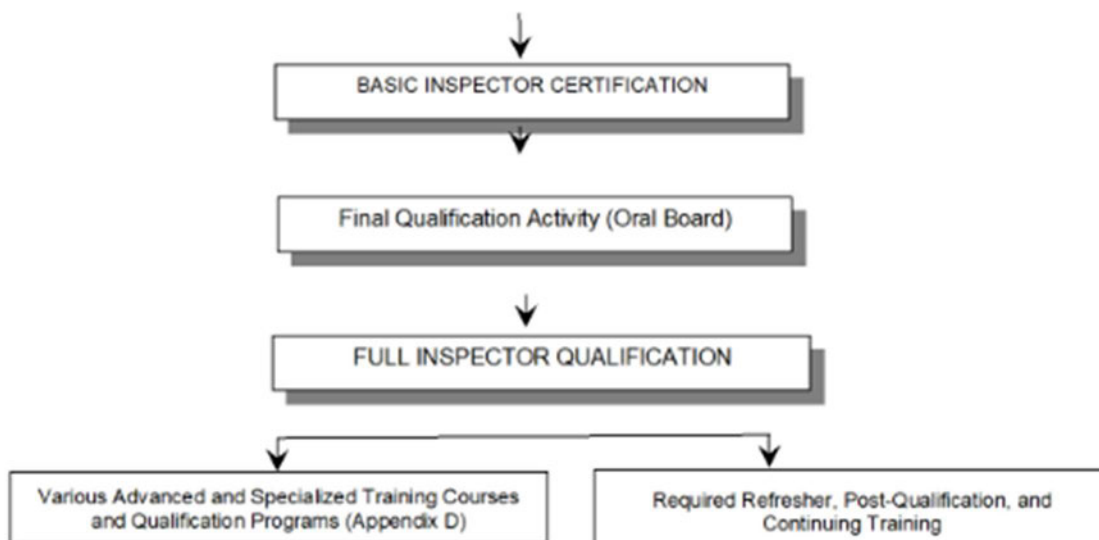 BASIC INSPECTOR CERTIFICATION
Final Qualification Activity (Oral Board)
FULL INSPECTOR QUALIFICATION
Various Advanced and Specialized Training Courses
and Qualification Programs (Appendix D)
Required Refresher, Post-Qualification, and
Continuing Training